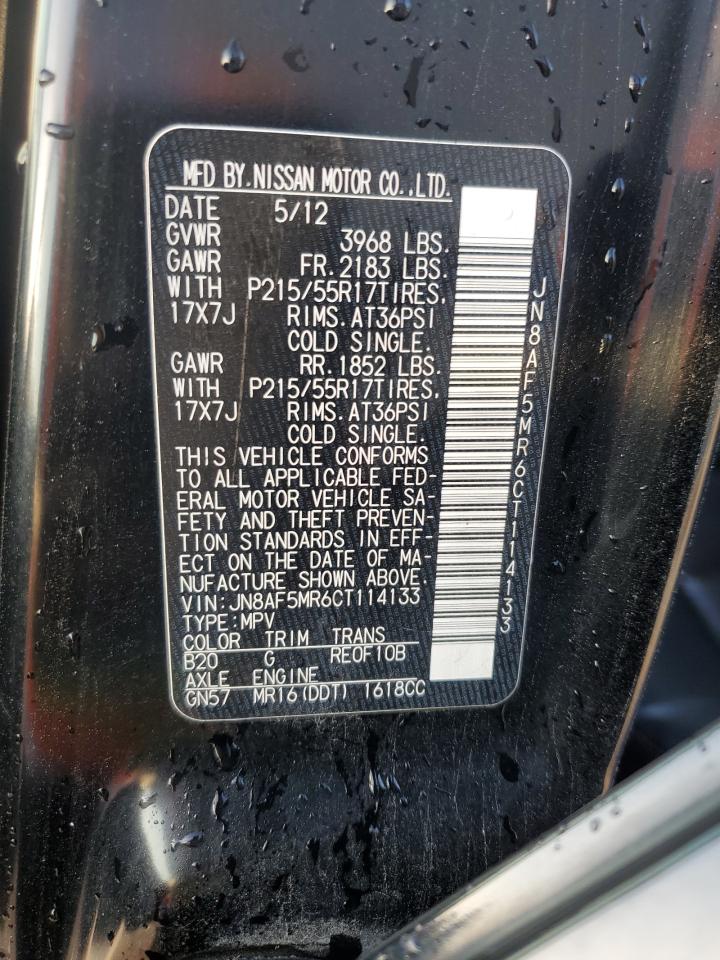 MFD BY.NISSAN MOTOR CO.,LTD.
DATE 5/12
GVWR 3968 LBS.
GAWR FR.2183 LBS.
WITH P215/55R17TIRES.
17X7J RIMS.AT36PSI
COLD SINGLE.
GAWR RR.1852 LBS.
WITH P215/55R17TIRES.
17X7J RIMS.AT36PSI
COLD SINGLE.
THIS VEHICLE CONFORMS
TO ALL APPLICABLE FED-
ERAL MOTOR VEHICLE SA-
FETY AND THEFT PREVEN-
TION STANDARDS IN EFF-
ECT ON THE DATE OF MA-
NUFACTURE SHOWN ABOVE.
VIN:JN8AF5MR6CT114133
TYPE:MPV
COLOR TRIM TRANS
B20 G RE0F10B
AXLE ENGINE
GN57 MR16(DDT) 1618CC
JN8AF5MR6CT114133